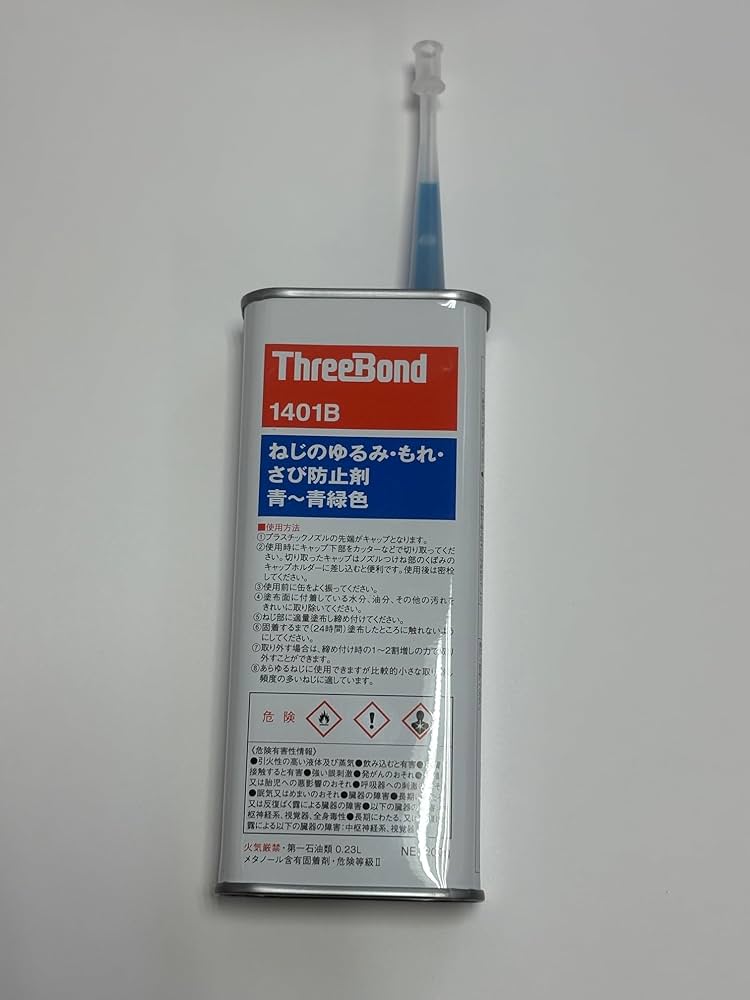 ThreeBond
1401B
ねじのゆるみ・もれ・
さび防止剤
青〜青緑色
■使用方法
①プラスチックノズルの先端がキャップとなります。
②使用時にキャップ下部をカッターなどで切り取ってくだ
さい。切り取ったキャップはノズルつけね部のくぼみの
キャップホルダーに差し込むと便利です。使用後は密栓
してください。
③使用前に缶をよく振ってください。
④塗布面に付着している水分、油分、その他の汚れを
きれいに取り除いてください。
⑤ねじ部に適量塗布し締め付けてください。
⑥固着するまで(24時間)塗布したところに触れないよ
にしてください。
⑦取り外す場合は、締め付け時の1〜2割増しの力で取り
外すことができます。
⑧あらゆるねじに使用できますが比較的小さな取り
頻度の多いねじに適しています。
危険
〈危険有害性情報〉
●引火性の高い液体及び蒸気●飲み込むと有害●
接触すると有害●強い眼刺激●発がんのおそれ●
又は胎児への悪影響のおそれ●呼吸器への刺激の
●眠気又はめまいのおそれ●臓器の障害●長期に
又は反復ばく露による臓器の障害●以下の臓器の
枢神経系、視覚器、全身毒性●長期にわたる、又
露による以下の臓器の障害:中枢神経系、視覚器
火気厳禁・第一石油類 0.23L
メタノール含有固着剤・危険等級Ⅱ